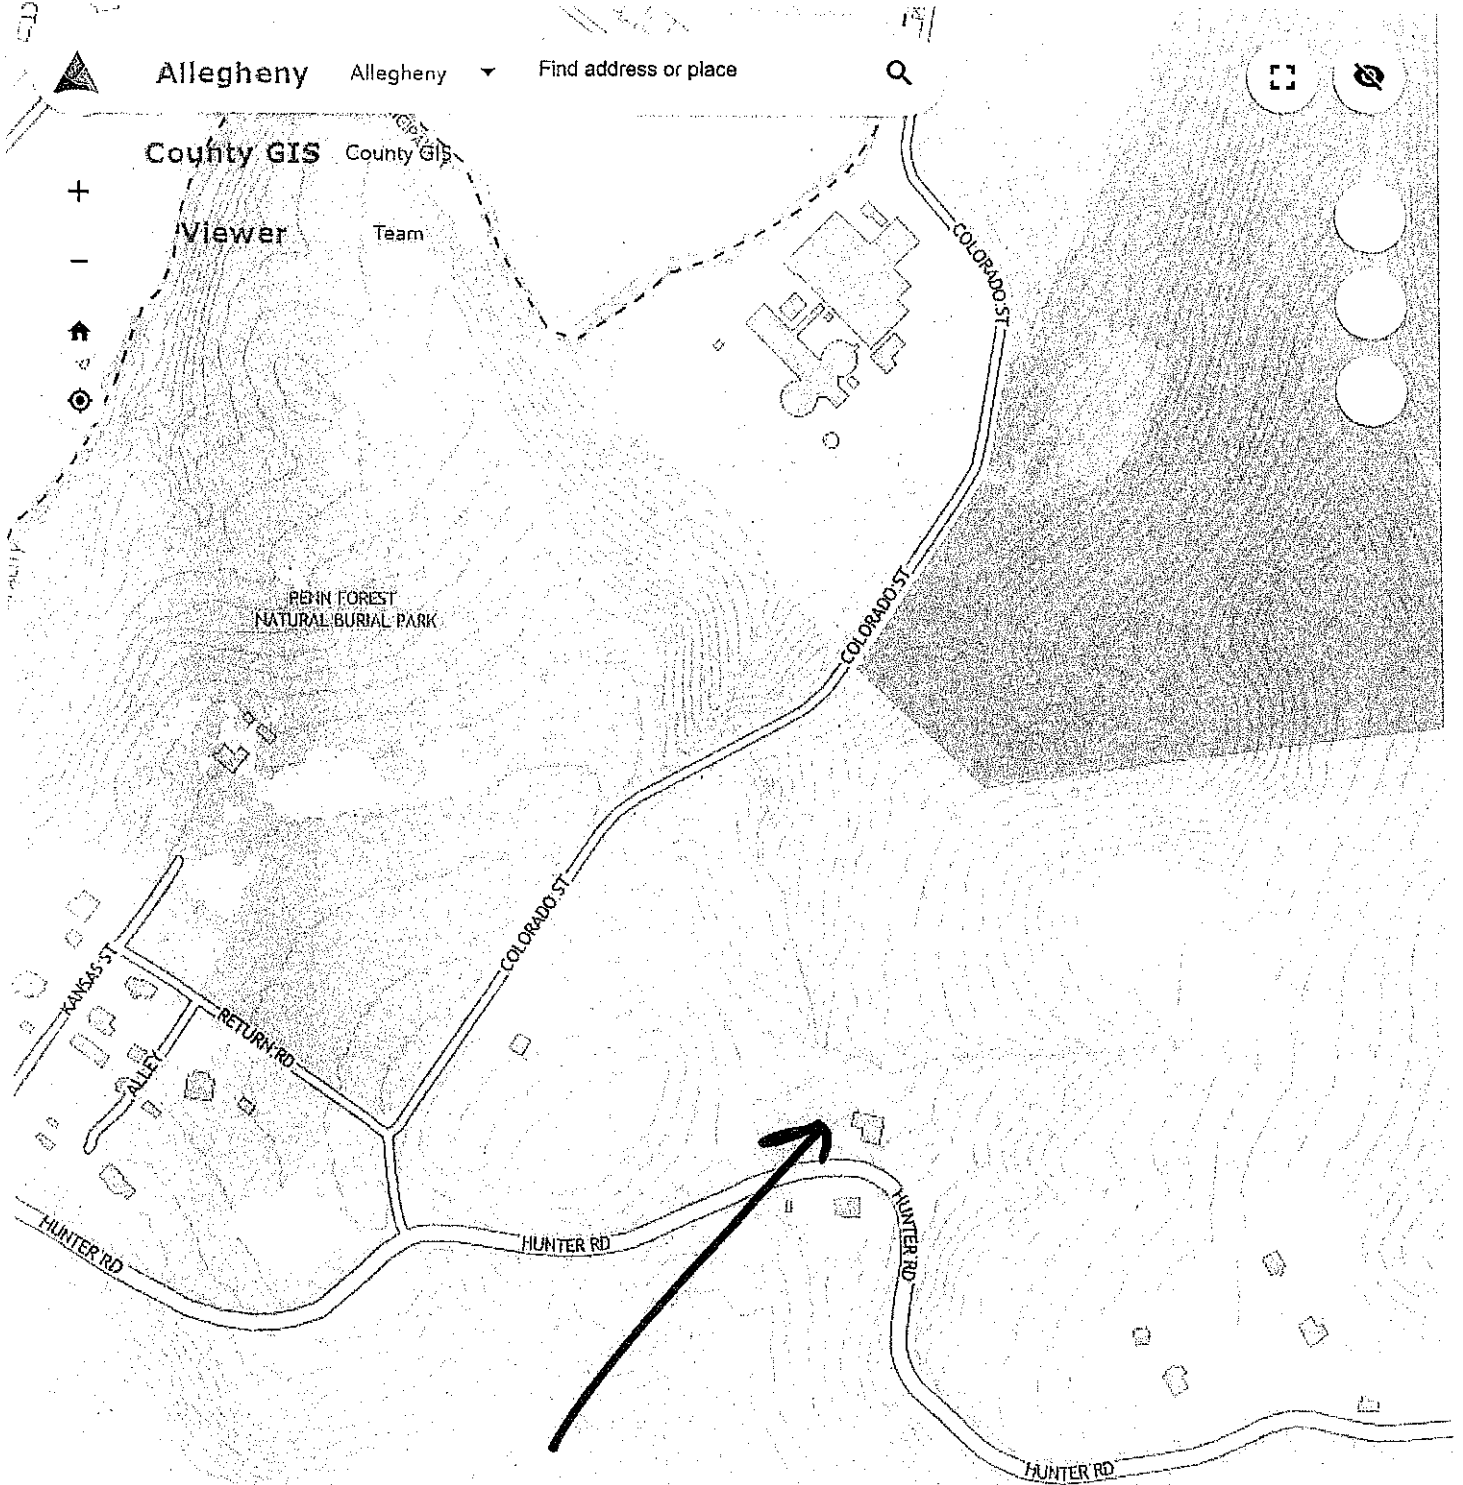 Allegheny
County GIS
Viewer
Allegheny
County GIS
Team
Find address or place
COLORADO ST
PENN FOREST
NATURAL BURIAL PARK
COLORADO ST
COLORADO ST
KANSAS ST
RETURN RD
ALLEY
HUNTER RD
HUNTER RD
HUNTER RD
HUNTER RD